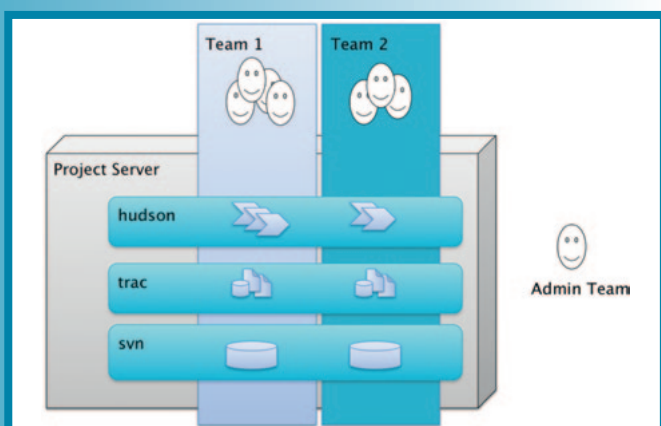 Team 1
Team 2
Project Server
hudson
trac
svn
Admin Team